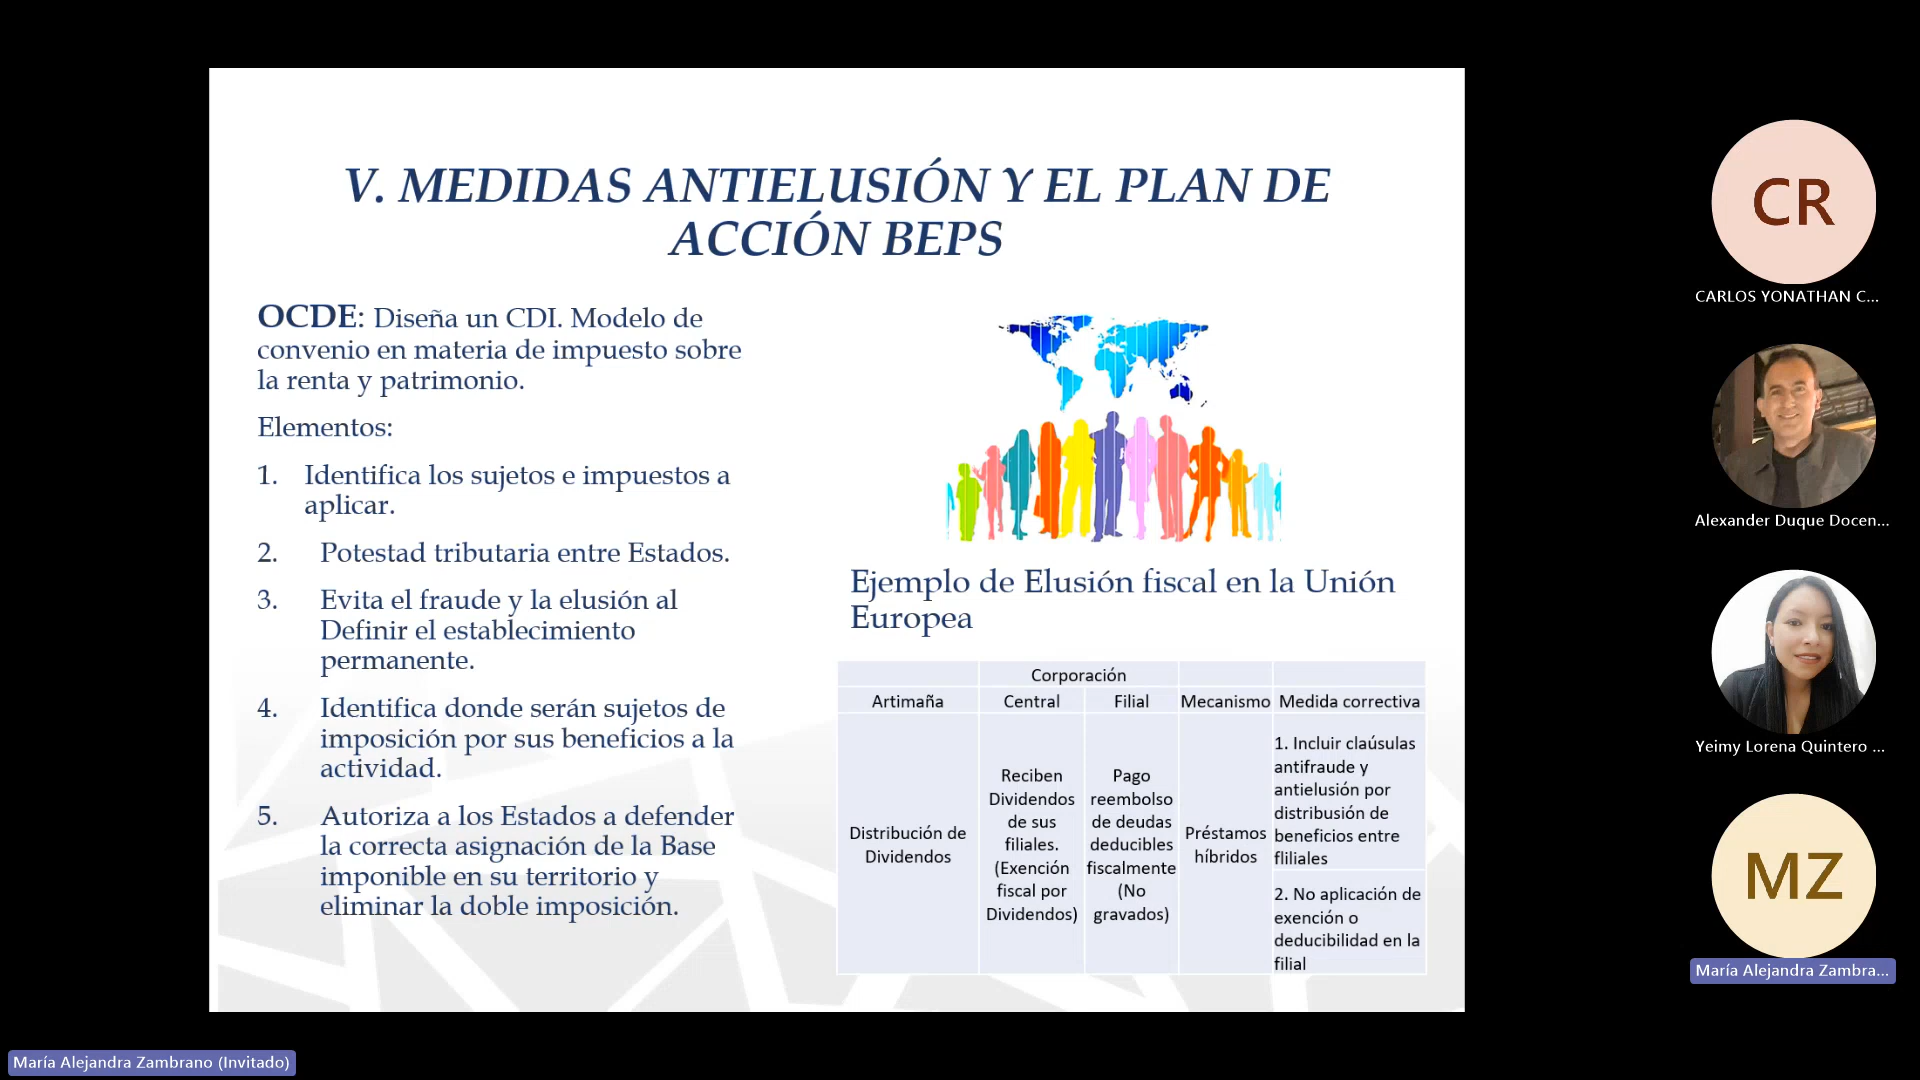 V. MEDIDAS ANTIELUSIÓN Y EL PLAN DE
ACCIÓN BEPS
OCDE: Diseña un CDI. Modelo de
convenio en materia de impuesto sobre
la renta y patrimonio.
Elementos:
1. Identifica los sujetos e impuestos a
aplicar.
2. Potestad tributaria entre Estados.
3. Evita el fraude y la elusión al
Definir el establecimiento
permanente.
4. Identifica donde serán sujetos de
imposición por sus beneficios a la
actividad.
5. Autoriza a los Estados a defender
la correcta asignación de la Base
imponible en su territorio y
eliminar la doble imposición.
Ejemplo de Elusión fiscal en la Unión
Europea
Corporación
Artimaña Central Filial Mecanismo Medida correctiva
Distribución de
Dividendos
Reciben
Dividendos
de sus
filiales.
(Exención
fiscal por
Dividendos)
Pago
reembolso
de deudas
deducibles
fiscalmente
(No
gravados)
Préstamos
híbridos
1. Incluir claúsulas
antifraude y
antielusión por
distribusión de
beneficios entre
fliliales
2. No aplicación de
exención o
deducibilidad en la
filial
CR
CARLOS YONATHAN C...
Alexander Duque Docen...
Yeimy Lorena Quintero ...
MZ
María Alejandra Zambra...
María Alejandra Zambrano (Invitado)